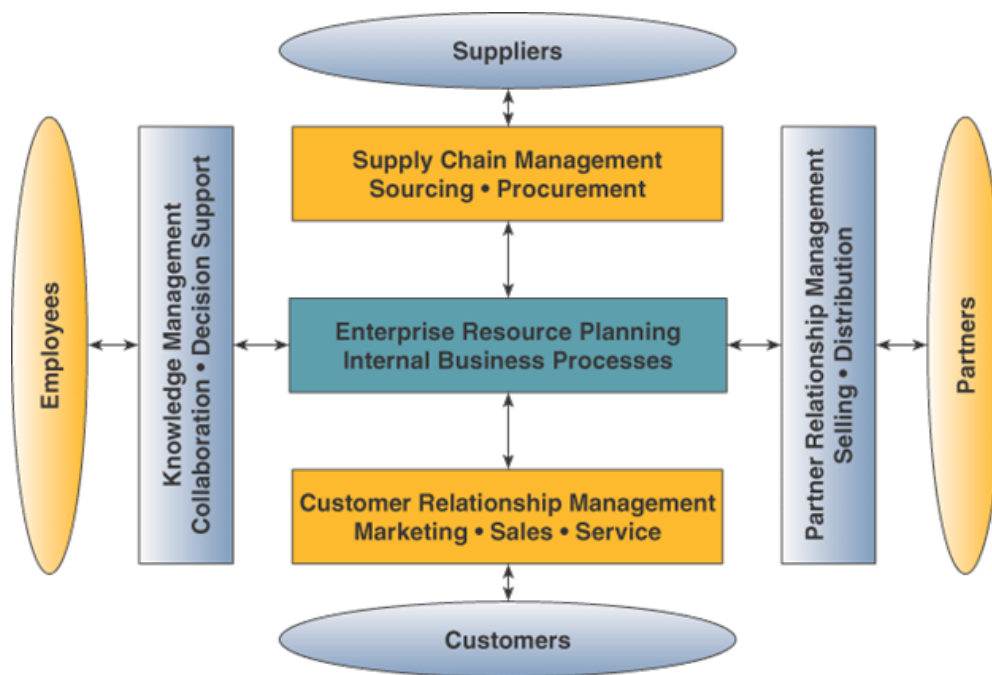 Suppliers
Supply Chain Management
Sourcing • Procurement
Employees
Knowledge Management
Collaboration • Decision Support
Enterprise Resource Planning
Internal Business Processes
Partner Relationship Management
Selling • Distribution
Partners
Customer Relationship Management
Marketing • Sales • Service
Customers